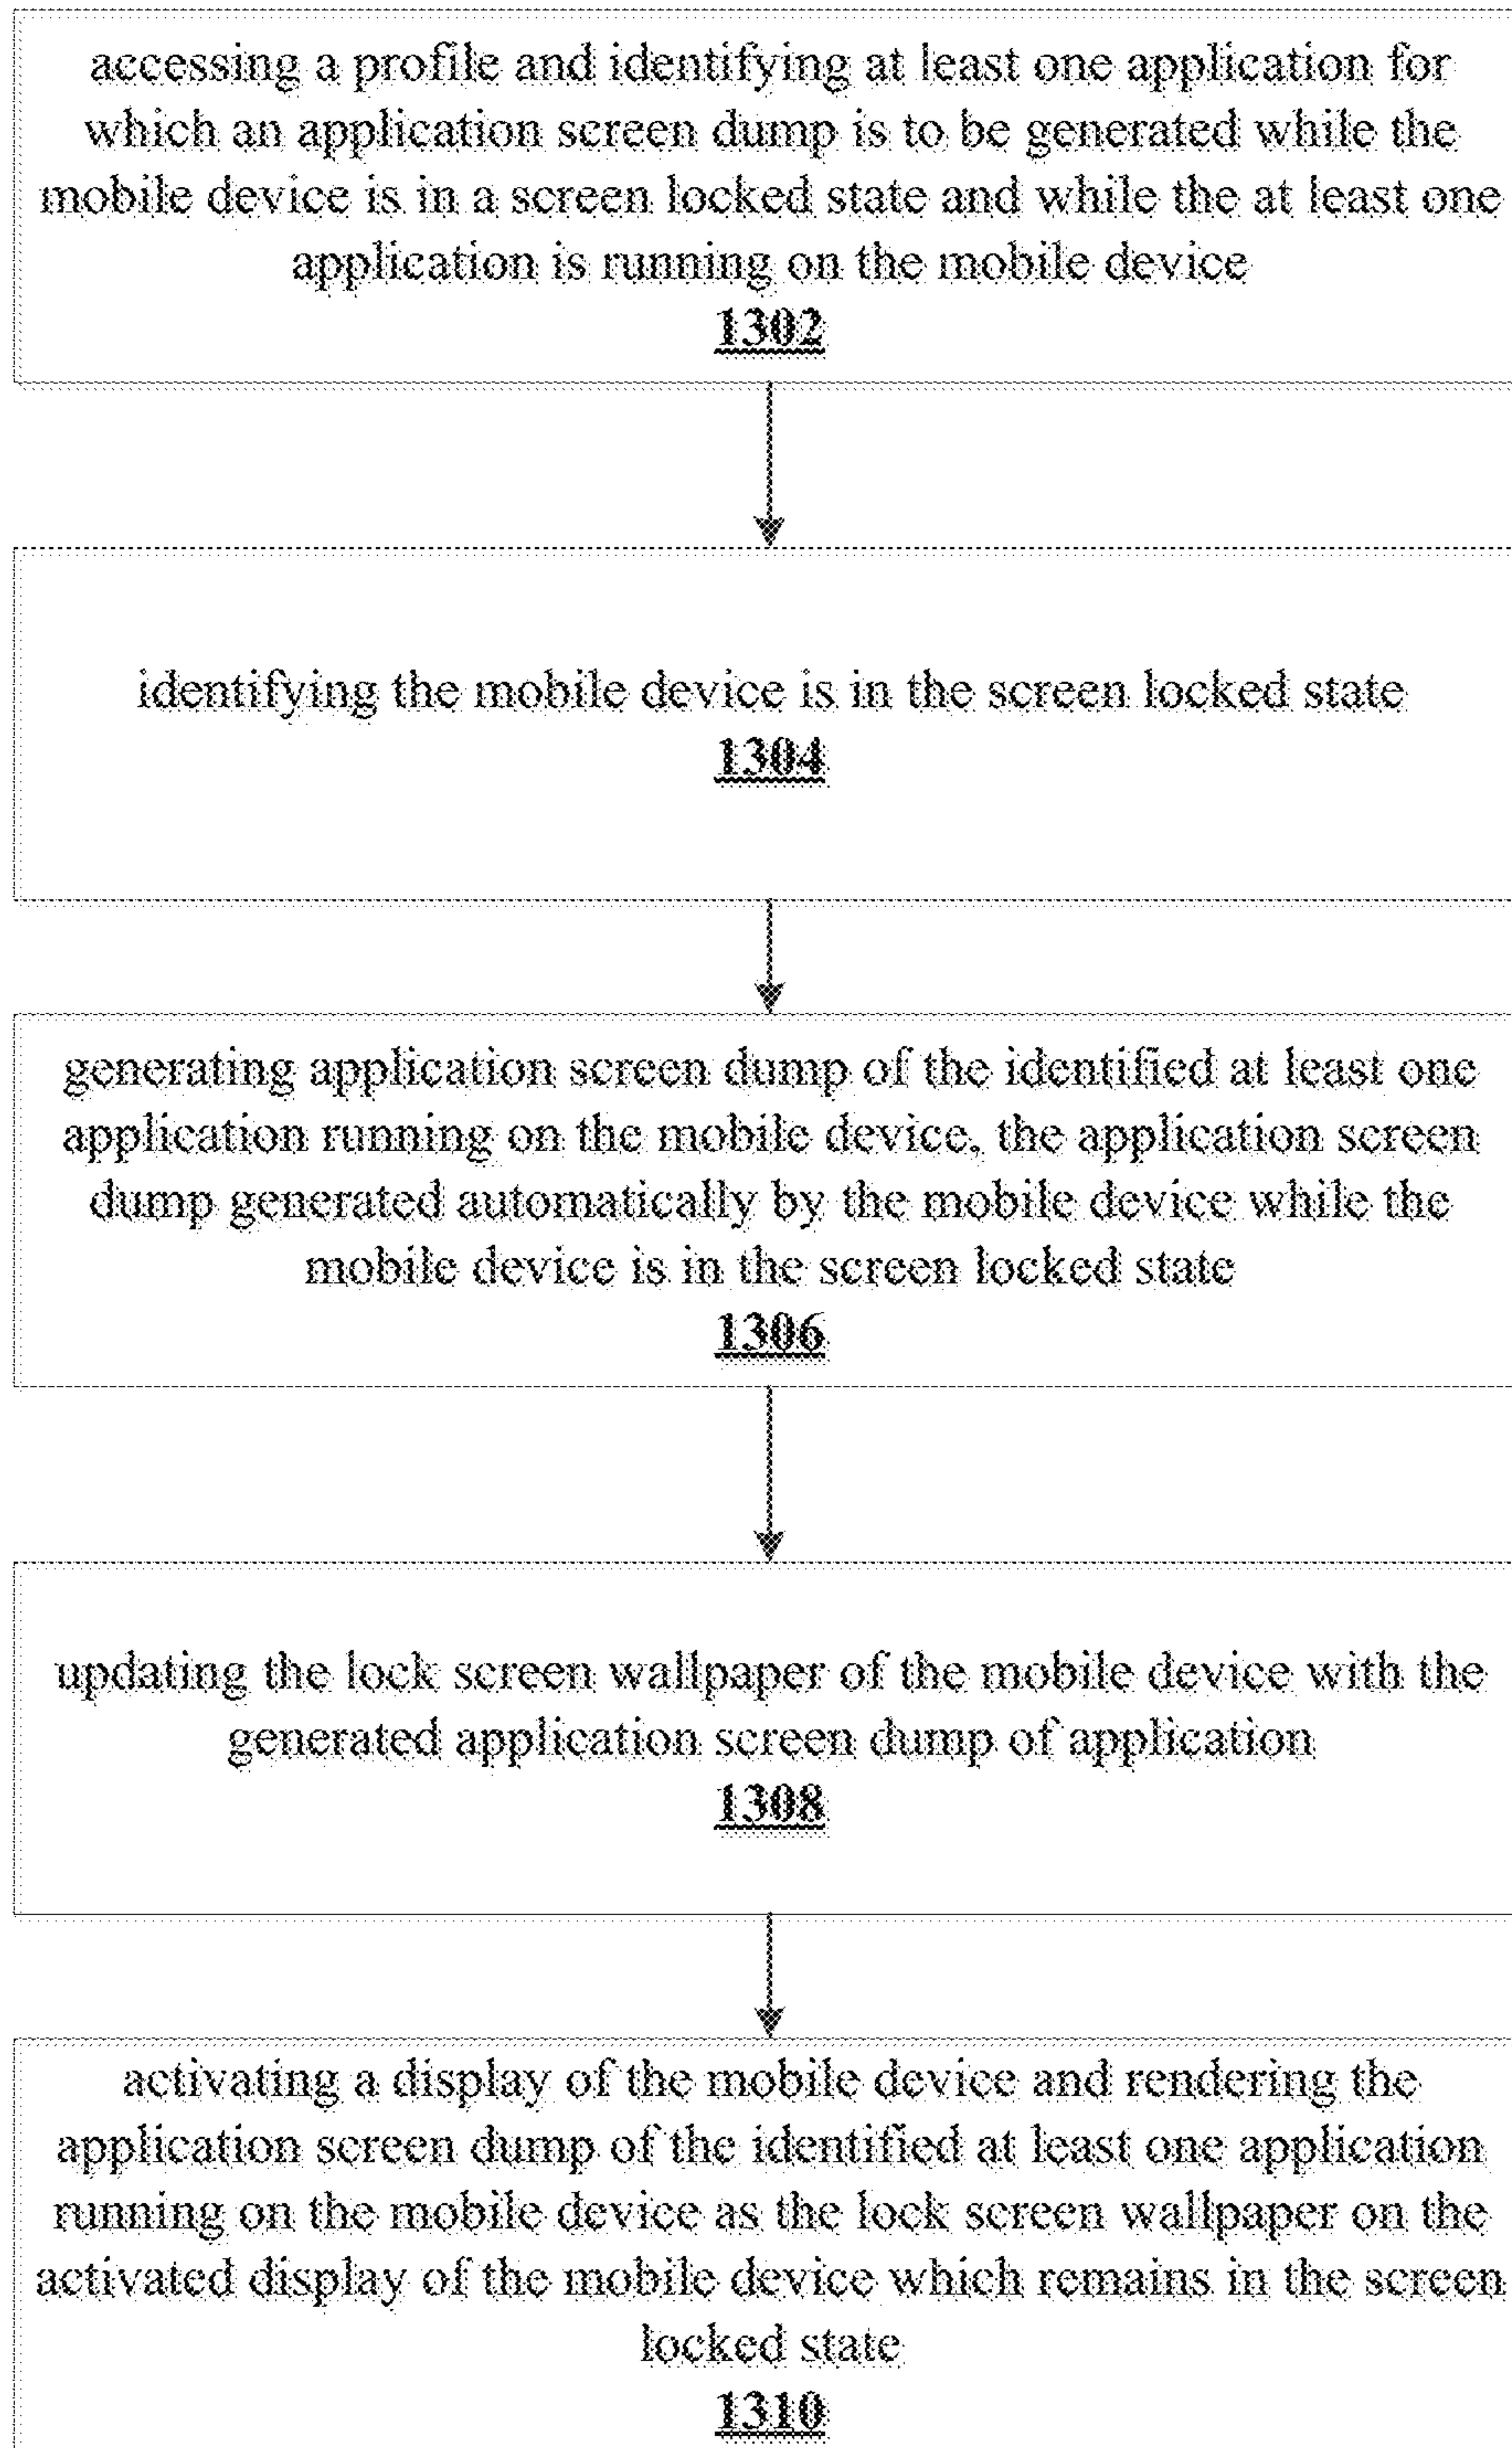 accessing a profile and identifying at least one application for
which an application screen dump is to be generated while the
mobile device is in a screen locked state and while the at least one
application is running on the mobile device
1302
identifying the mobile device is in the screen locked state
1304
generating application screen dump of the identified at least one
application running on the mobile device, the application screen
dump generated automatically by the mobile device while the
mobile device is in the screen locked state
1306
updating the lock screen wallpaper of the mobile device with the
generated application screen dump of application
1308
activating a display of the mobile device and rendering the
application screen dump of the identified at least one application
running on the mobile device as the lock screen wallpaper on the
activated display of the mobile device which remains in the screen
locked state
1310